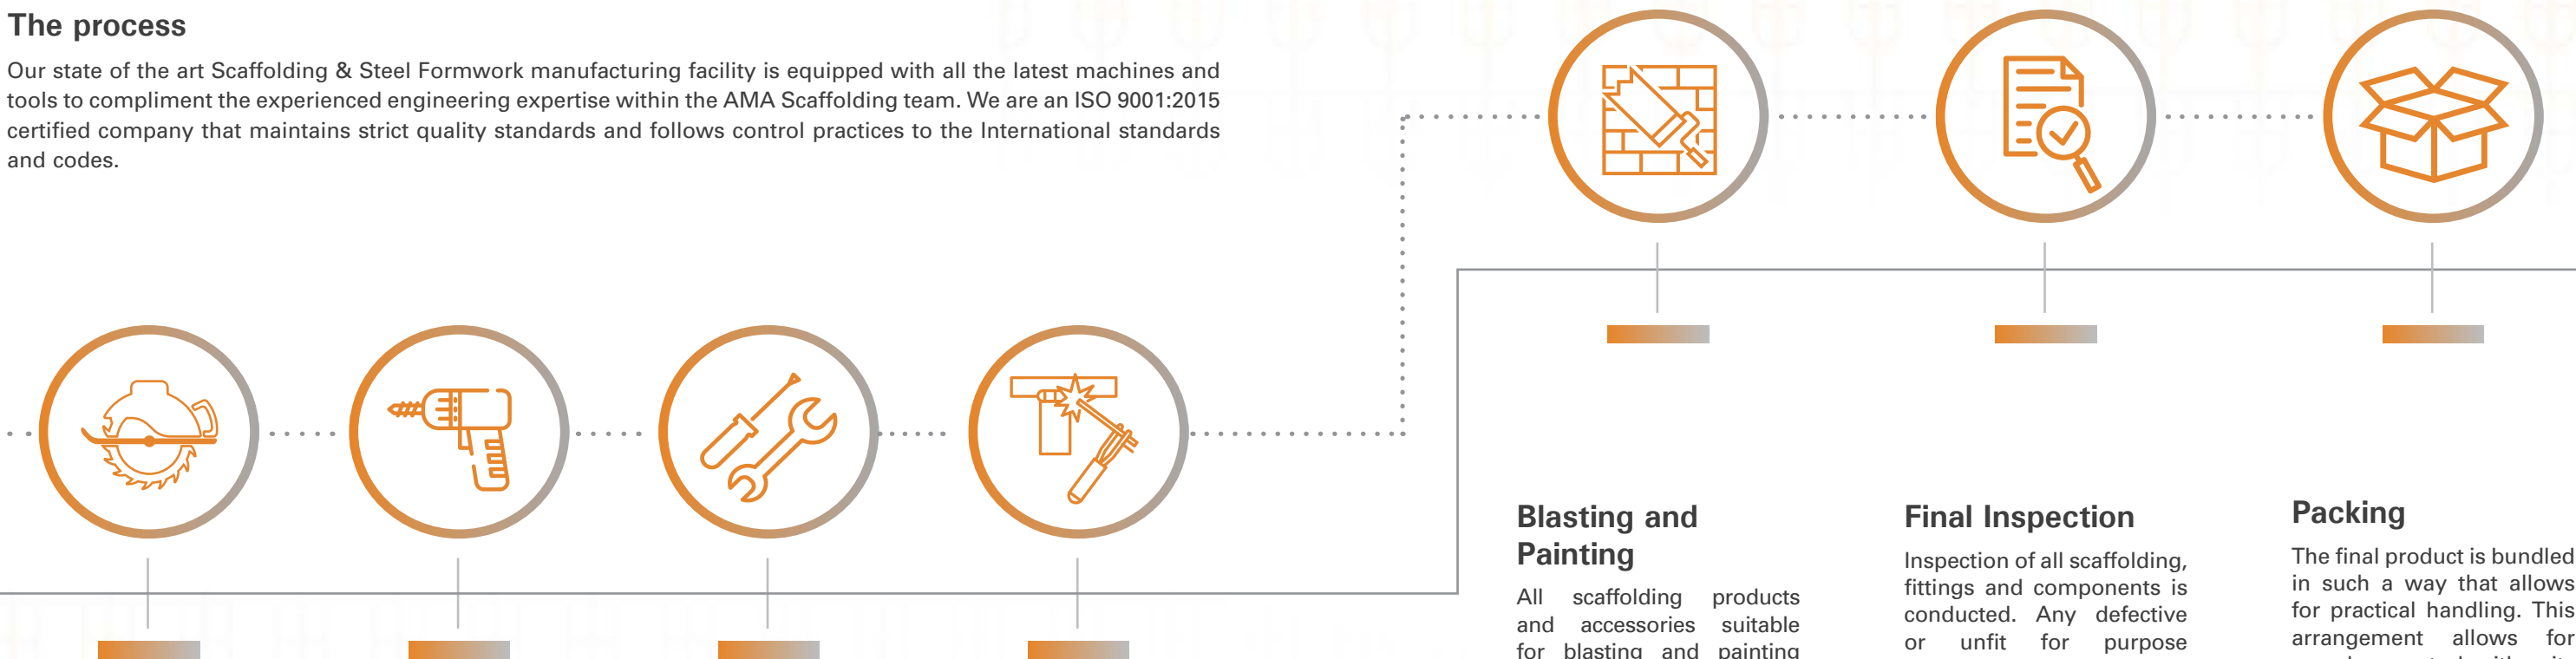 The process
Our state of the art Scaffolding & Steel Formwork manufacturing facility is equipped with all the latest machines and
tools to compliment the experienced engineering expertise within the AMA Scaffolding team. We are an ISO 9001:2015
certified company that maintains strict quality standards and follows control practices to the International standards
and codes.
Blasting and
Painting
All scaffolding products
and accessories suitable
for blasting and painting
Final Inspection
Inspection of all scaffolding,
fittings and components is
conducted. Any defective
or unfit for purpose
Packing
The final product is bundled
in such a way that allows
for practical handling. This
arrangement allows for